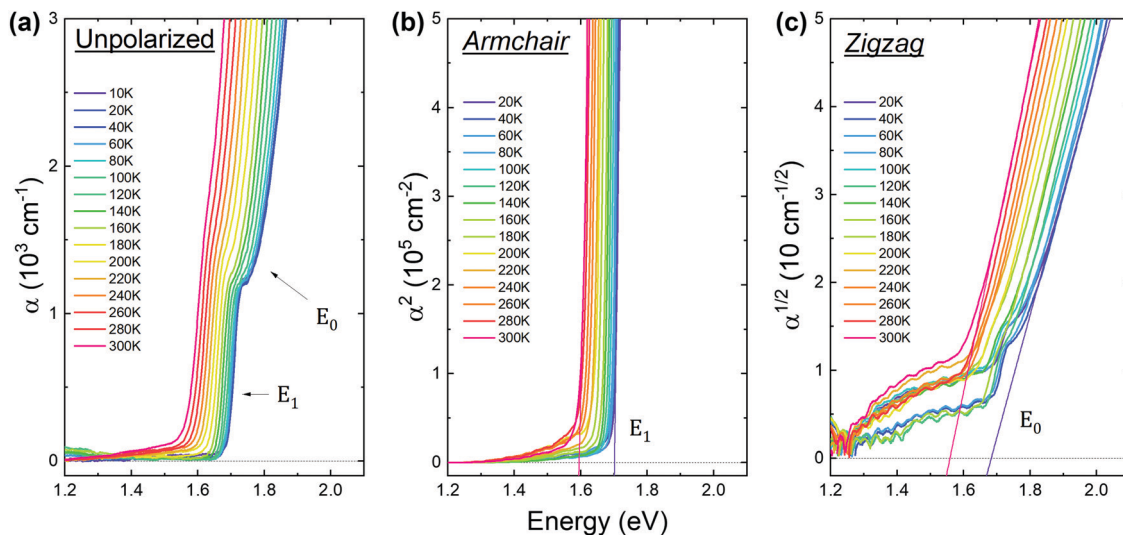 (a)
Unpolarized
3
2
1
0
α (10³ cm⁻¹)
10K
20K
40K
60K
80K
100K
120K
140K
160K
180K
200K
220K
240K
260K
280K
300K
E₀
E₁
1.2 1.4 1.6 1.8 2.0
(b)
Armchair
5
4
3
2
1
0
α² (10⁵ cm⁻²)
20K
40K
60K
80K
100K
120K
140K
160K
180K
200K
220K
240K
260K
280K
300K
E₁
1.2 1.4 1.6 1.8 2.0
Energy (eV)
(c)
Zigzag
5
4
3
2
1
0
α^1/2 (10 cm^-1/2)
20K
40K
60K
80K
100K
120K
140K
160K
180K
200K
220K
240K
260K
280K
300K
E₀
1.2 1.4 1.6 1.8 2.0